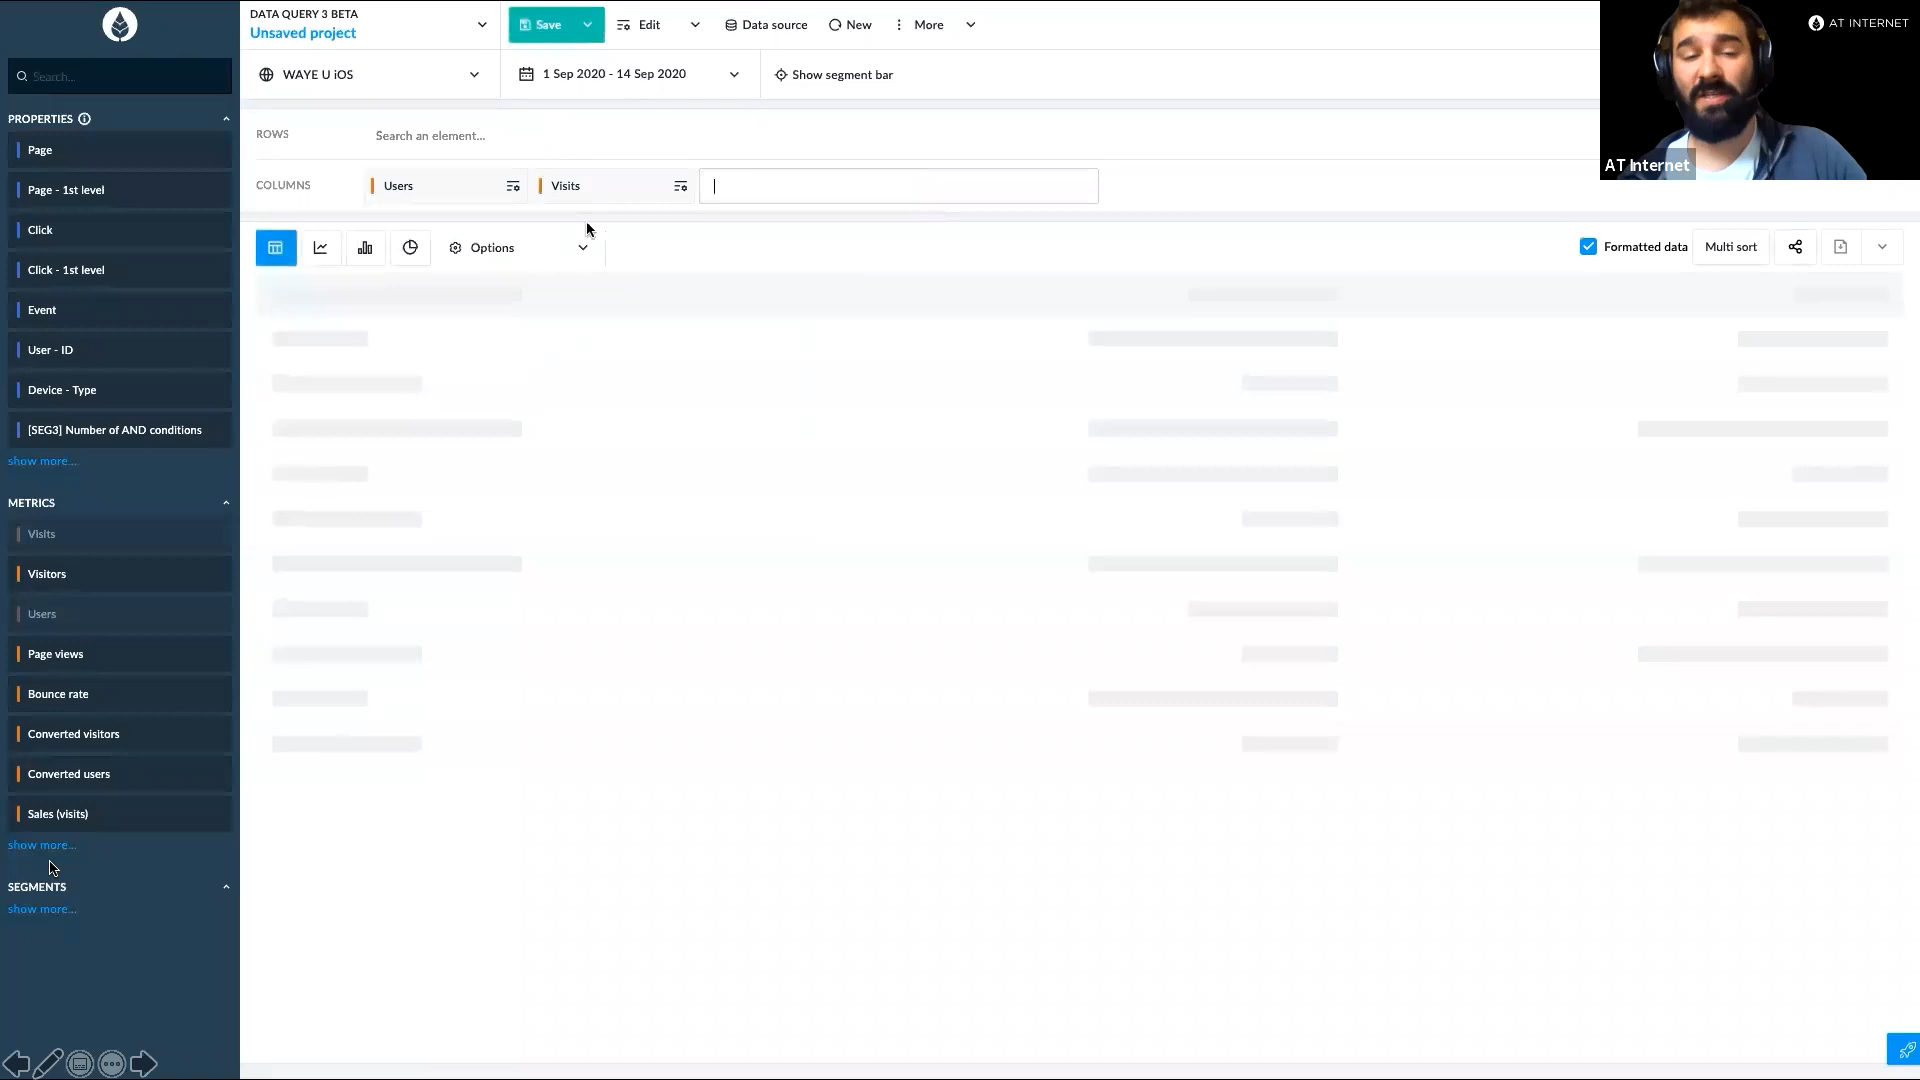 DATA QUERY 3 BETA
Unsaved project
Save
Edit
Data source
New
More
AT INTERNET
Search...
WAYE U iOS
1 Sep 2020 - 14 Sep 2020
Show segment bar
PROPERTIES
ROWS
Search an element...
AT Internet
COLUMNS
Users
Visits
Options
Formatted data
Multi sort
Page
Page - 1st level
Click
Click - 1st level
Event
User - ID
Device - Type
[SEG3] Number of AND conditions
show more...
METRICS
Visits
Visitors
Users
Page views
Bounce rate
Converted visitors
Converted users
Sales (visits)
show more...
SEGMENTS
show more...